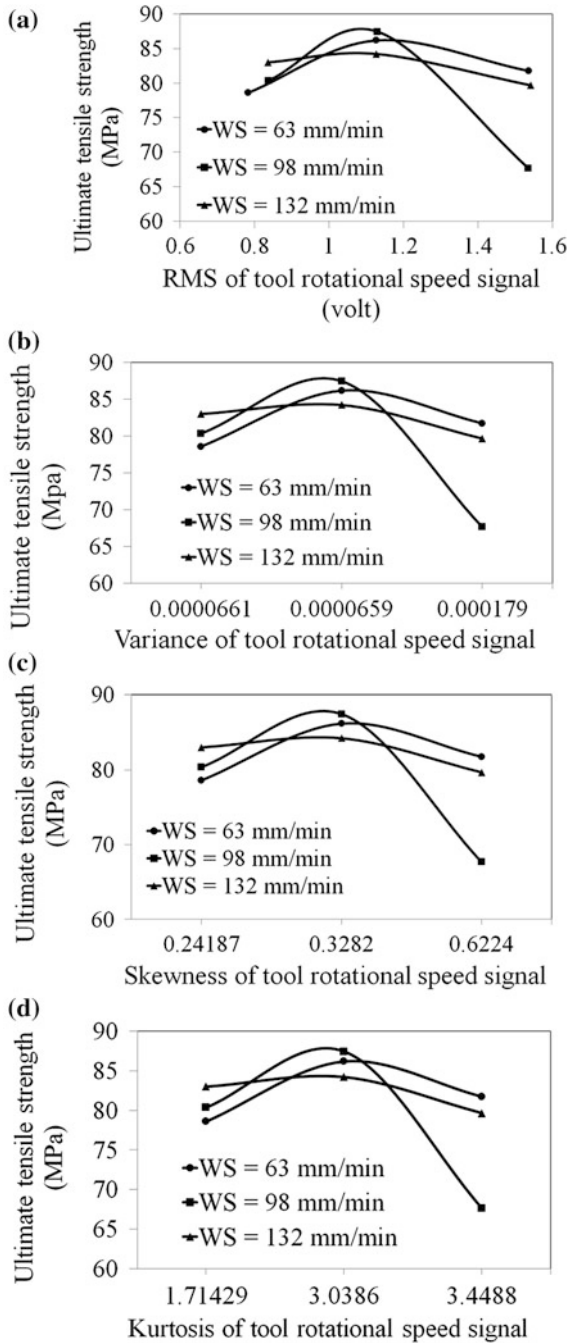 (a)
Ultimate tensile strength
(MPa)
90
85
80
75
70
65
60
WS = 63 mm/min
WS = 98 mm/min
WS = 132 mm/min
0.6
0.8
1
1.2
1.4
1.6
RMS of tool rotational speed signal
(volt)
(b)
Ultimate tensile strength
(Mpa)
90
85
80
75
70
65
60
WS = 63 mm/min
WS = 98 mm/min
WS = 132 mm/min
0.0000661
0.0000659
0.000179
Variance of tool rotational speed signal
(c)
Ultimate tensile strength
(MPa)
90
80
70
60
WS = 63 mm/min
WS = 98 mm/min
WS = 132 mm/min
0.24187
0.3282
0.6224
Skewness of tool rotational speed signal
(d)
Ultimate tensile strength
(MPa)
90
85
80
75
70
65
60
WS = 63 mm/min
WS = 98 mm/min
WS = 132 mm/min
1.71429
3.0386
3.4488
Kurtosis of tool rotational speed signal